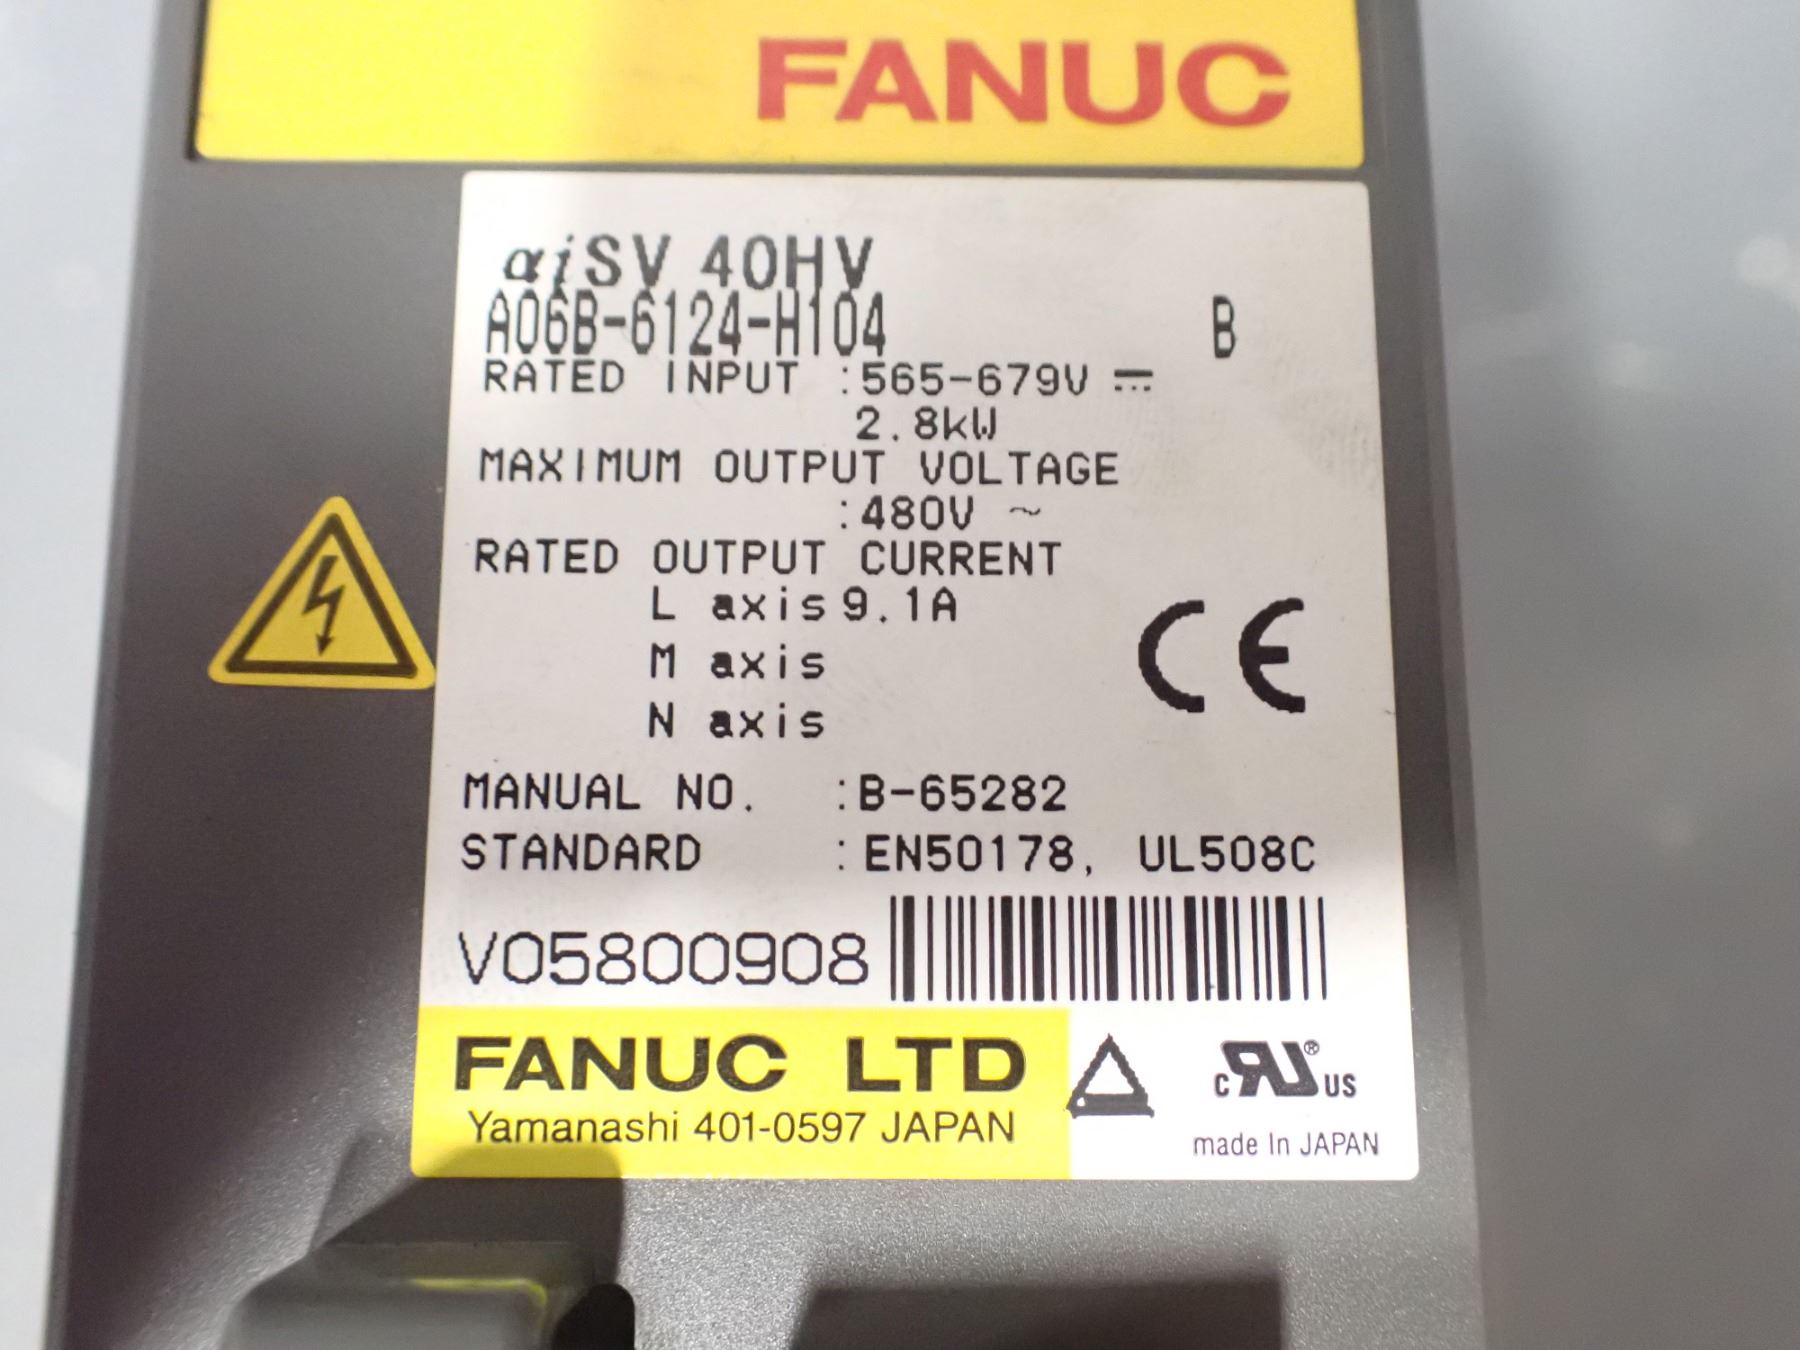 FANUC
αiSV 40HV
A06B-6124-H104 B
RATED INPUT :565-679V ⎓
2.8kW
MAXIMUM OUTPUT VOLTAGE
:480V ~
RATED OUTPUT CURRENT
L axis 9.1A
M axis
N axis
CE
MANUAL NO. :B-65282
STANDARD :EN50178, UL508C
V05800908
FANUC LTD
Yamanashi 401-0597 JAPAN
c RU ® US
made In JAPAN